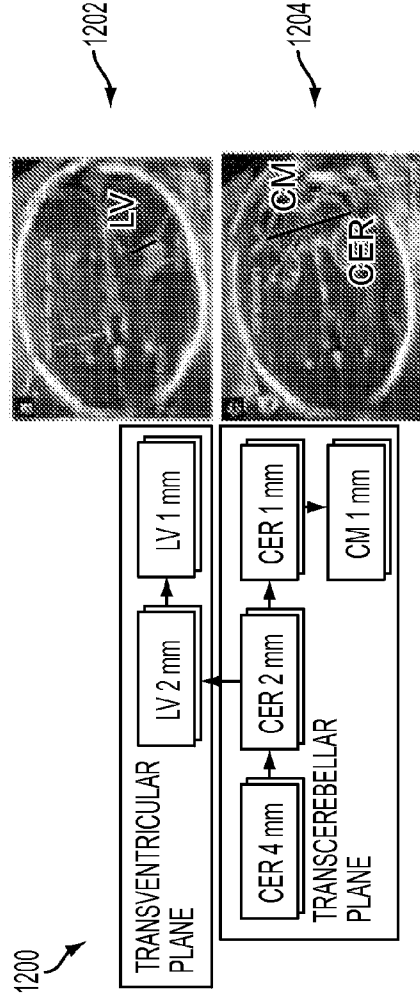 1200
TRANSVENTRICULAR
PLANE
LV 2 mm
LV 1 mm
LV
1202
CER 4 mm
CER 2 mm
CER 1 mm
CM 1 mm
TRANSCEREBELLAR
PLANE
CM
CER
1204